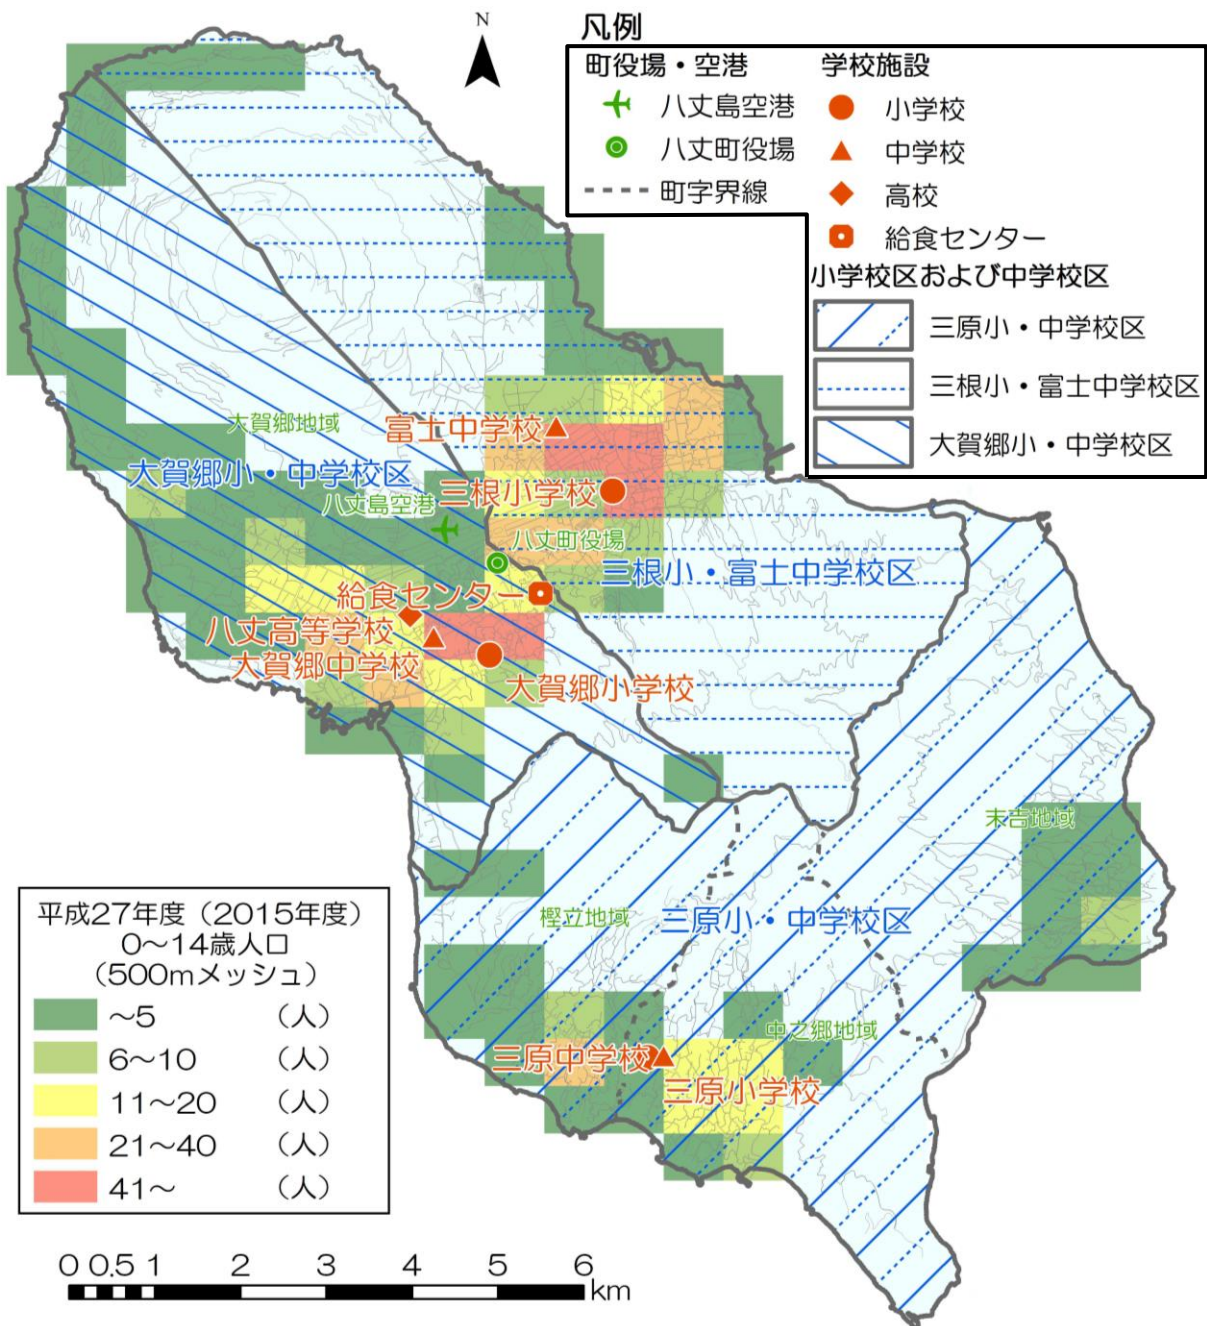 N
凡例
町役場・空港
学校施設
八丈島空港
小学校
八丈町役場
中学校
町字界線
高校
給食センター
小学校区および中学校区
三原小・中学校区
三根小・富士中学校区
大賀郷小・中学校区
大賀郷地域
富士中学校
大賀郷小・中学校区
三根小学校
八丈島空港
八丈町役場
三根小・富士中学校区
給食センター
八丈高等学校
大賀郷中学校
大賀郷小学校
末吉地域
樫立地域
三原小・中学校区
中之郷地域
三原中学校
三原小学校
平成27年度（2015年度）
0〜14歳人口
（500mメッシュ）
〜5 （人）
6〜10 （人）
11〜20 （人）
21〜40 （人）
41〜 （人）
0 0.5 1 2 3 4 5 6
km